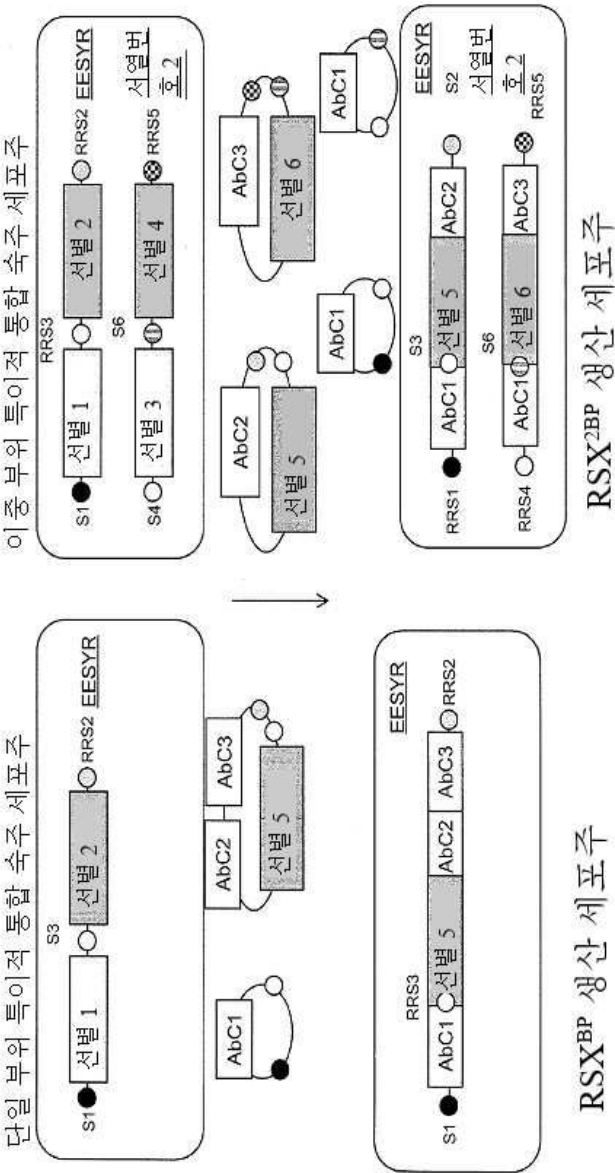 단일 부위 특이적 통합 숙주 세포주
S3
S1
선별 1
선별 2
RRS2
EESYR
AbC1
AbC2
AbC3
선별 5
EESYR
RRS3
S1
AbC1
선별 5
AbC2
AbC3
RRS2
RSX^BP 생산 세포주
이중 부위 특이적 통합 숙주 세포주
RRS3
S1
선별 1
선별 2
RRS2
EESYR
S6
S4
선별 3
선별 4
RRS5
서열번
호 2
AbC2
선별 5
AbC3
선별 6
AbC1
AbC1
S3
EESYR
RRS1
AbC1
선별 5
AbC2
S2
S6
서열번
호 2
RRS4
AbC1
선별 6
AbC3
RRS5
RSX^2BP 생산 세포주